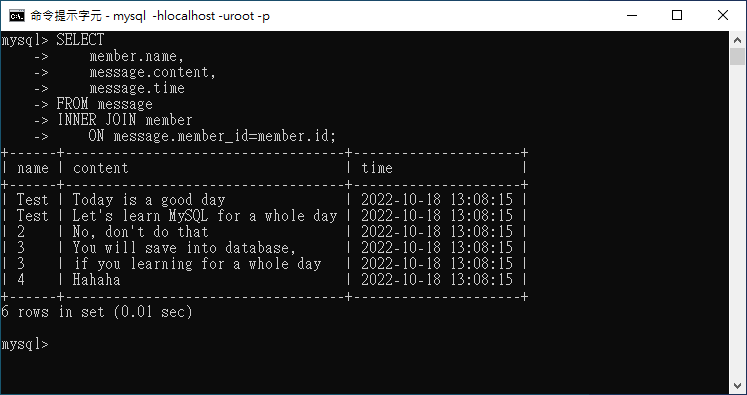 命令提示字元 - mysql  -hlocalhost -uroot -p
mysql> SELECT
    ->     member.name,
    ->     message.content,
    ->     message.time
    -> FROM message
    -> INNER JOIN member
    ->     ON message.member_id=member.id;
+------+----------------------------------+---------------------+
| name | content                          | time                |
+------+----------------------------------+---------------------+
| Test | Today is a good day              | 2022-10-18 13:08:15 |
| Test | Let's learn MySQL for a whole day | 2022-10-18 13:08:15 |
| 2    | No, don't do that                | 2022-10-18 13:08:15 |
| 3    | You will save into database,     | 2022-10-18 13:08:15 |
| 3    | if you learning for a whole day  | 2022-10-18 13:08:15 |
| 4    | Hahaha                           | 2022-10-18 13:08:15 |
+------+----------------------------------+---------------------+
6 rows in set (0.01 sec)
mysql>